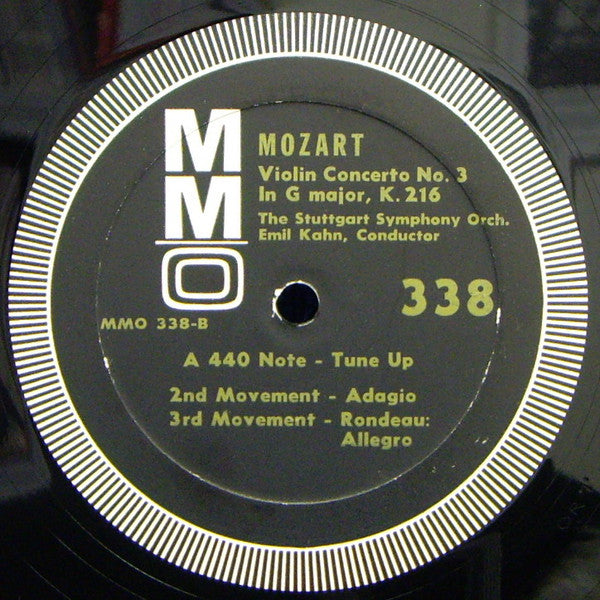 M
M
O
MOZART
Violin Concerto No. 3
In G major, K. 216
The Stuttgart Symphony Orch.
Emil Kahn, Conductor
338
MMO 338-B
A 440 Note - Tune Up
2nd Movement - Adagio
3rd Movement - Rondeau:
Allegro